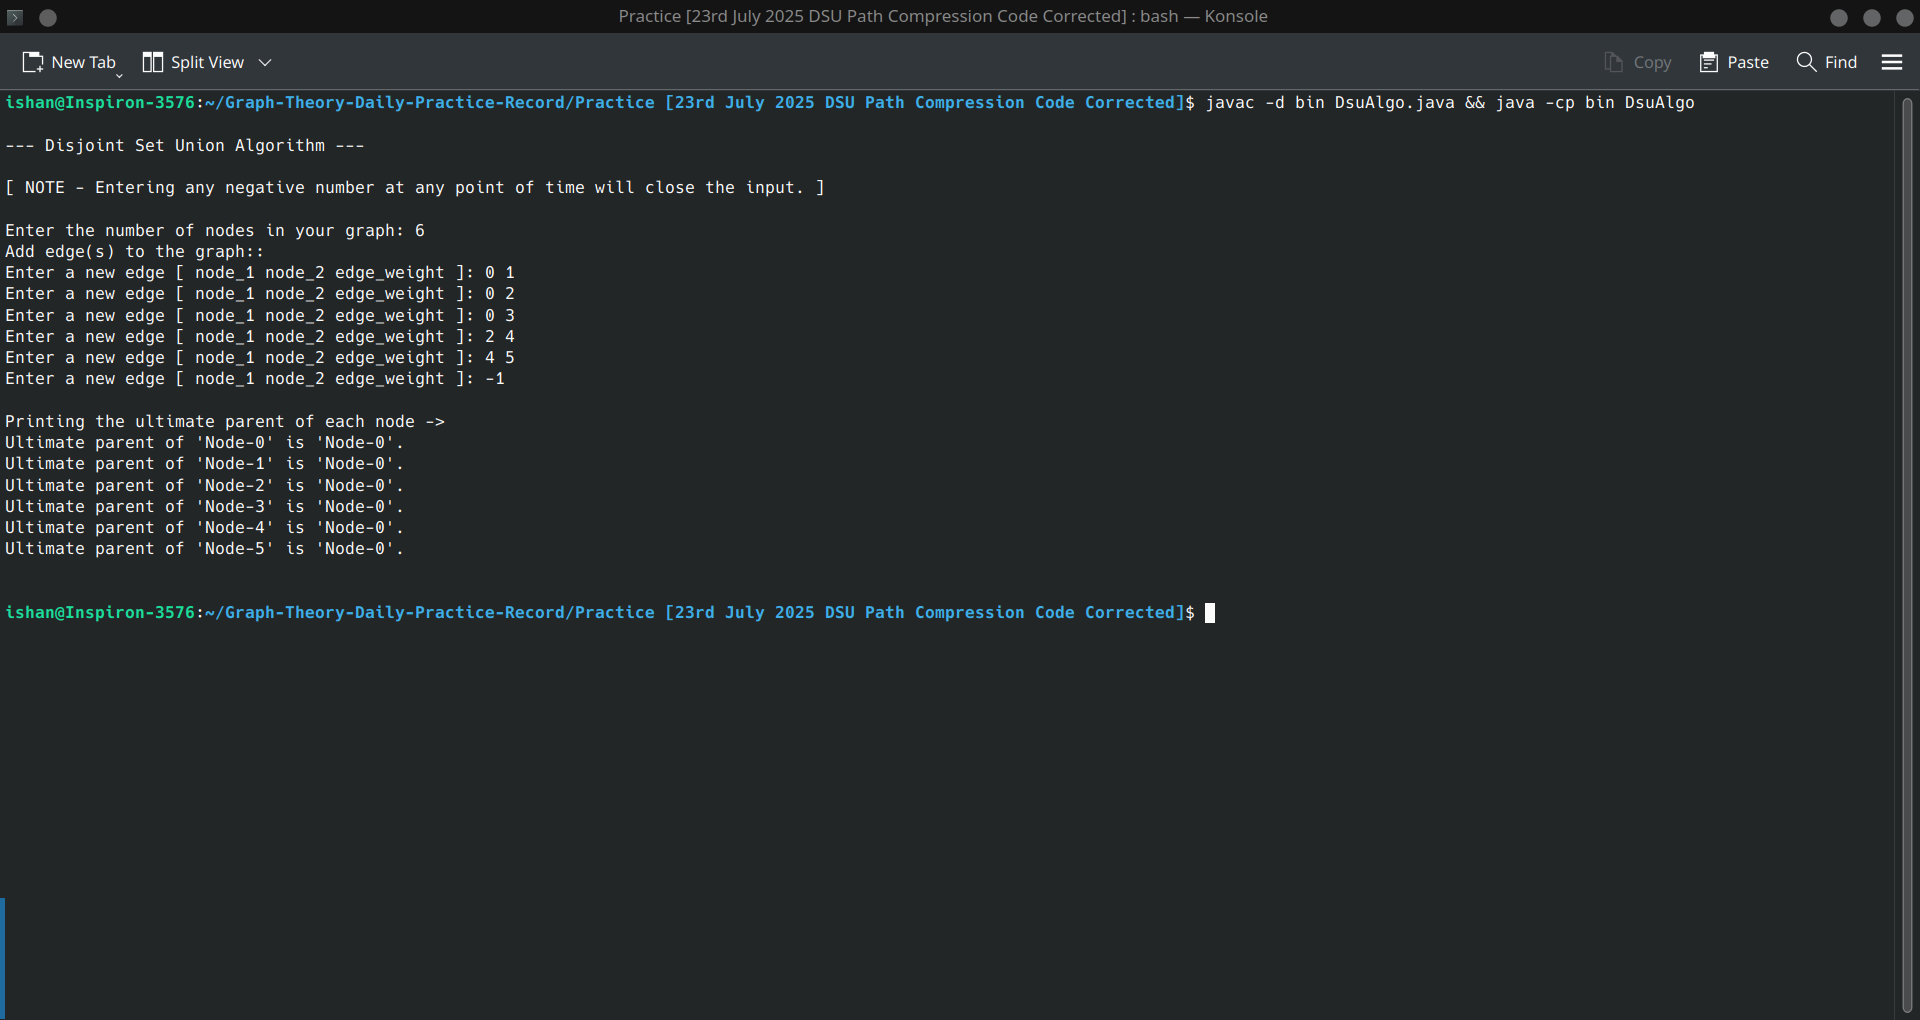 Practice [23rd July 2025 DSU Path Compression Code Corrected] : bash — Konsole
New Tab Split View Copy Paste Find
ishan@Inspiron-3576:~/Graph-Theory-Daily-Practice-Record/Practice [23rd July 2025 DSU Path Compression Code Corrected]$ javac -d bin DsuAlgo.java && java -cp bin DsuAlgo
--- Disjoint Set Union Algorithm ---
[ NOTE - Entering any negative number at any point of time will close the input. ]
Enter the number of nodes in your graph: 6
Add edge(s) to the graph::
Enter a new edge [ node_1 node_2 edge_weight ]: 0 1
Enter a new edge [ node_1 node_2 edge_weight ]: 0 2
Enter a new edge [ node_1 node_2 edge_weight ]: 0 3
Enter a new edge [ node_1 node_2 edge_weight ]: 2 4
Enter a new edge [ node_1 node_2 edge_weight ]: 4 5
Enter a new edge [ node_1 node_2 edge_weight ]: -1
Printing the ultimate parent of each node ->
Ultimate parent of 'Node-0' is 'Node-0'.
Ultimate parent of 'Node-1' is 'Node-0'.
Ultimate parent of 'Node-2' is 'Node-0'.
Ultimate parent of 'Node-3' is 'Node-0'.
Ultimate parent of 'Node-4' is 'Node-0'.
Ultimate parent of 'Node-5' is 'Node-0'.
ishan@Inspiron-3576:~/Graph-Theory-Daily-Practice-Record/Practice [23rd July 2025 DSU Path Compression Code Corrected]$